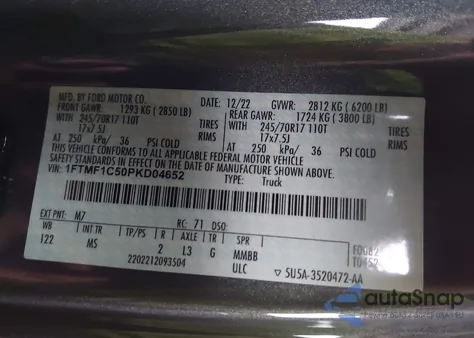 MFD. BY FORD MOTOR CO.
DATE: 12/22 GVWR: 2812 KG ( 6200 LB)
FRONT GAWR: 1293 KG ( 2850 LB) REAR GAWR: 1724 KG ( 3800 LB)
WITH 245/70R17 110T TIRES WITH 245/70R17 110T TIRES
17x7.5J RIMS 17x7.5J RIMS
AT 250 kPa/ 36 PSI COLD AT 250 kPa/ 36 PSI COLD
THIS VEHICLE CONFORMS TO ALL APPLICABLE FEDERAL MOTOR VEHICLE
SAFETY STANDARDS IN EFFECT ON THE DATE OF MANUFACTURE SHOWN ABOVE.
VIN: 1FTMF1C50PKD04652
TYPE: Truck
EXT PNT: M7 RC: 71 DSO:
WB INT TR TP/PS R AXLE TR SPR
122 MS 2 L3 G MMBB
2202212093504 ULC
5U5A-3520472-AA
autoSnap